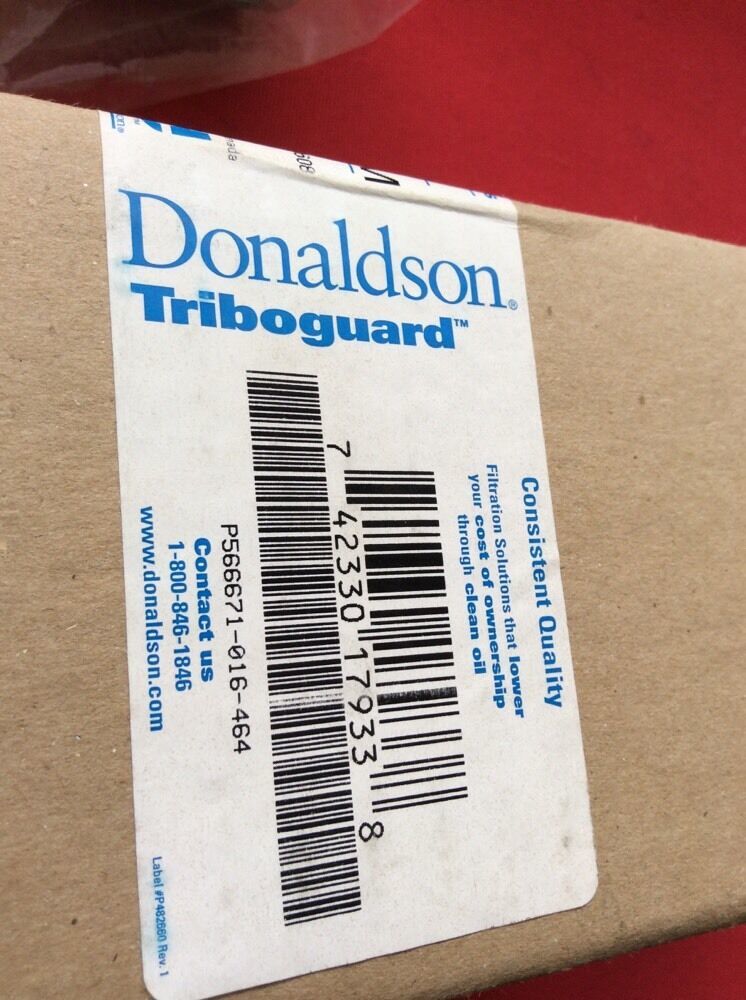 Donaldson®
Triboguard™
Consistent Quality
Filtration Solutions that lower
your cost of ownership
through clean oil
7 42330 17933 8
P566671-016-464
Contact us
1-800-846-1846
www.donaldson.com
Label #P482660 Rev. 1